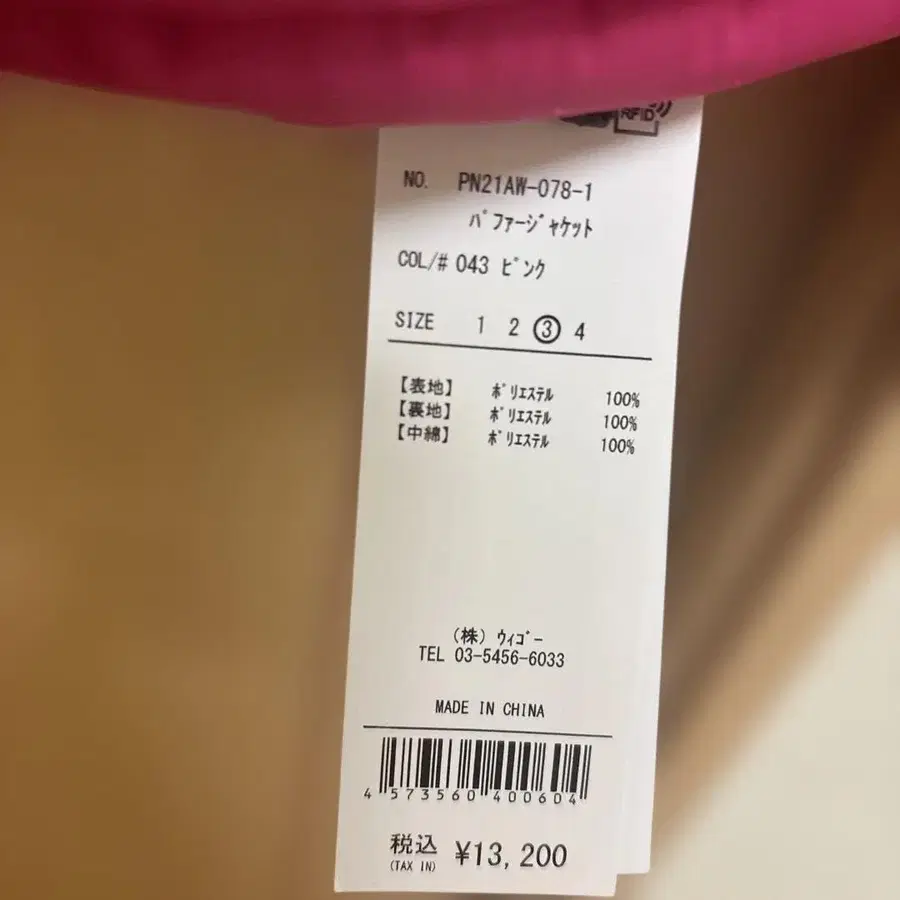 RFID
NO. PN21AW-078-1
ﾊﾟﾌｧｰｼﾞｬｹｯﾄ
COL/# 043 ﾋﾟﾝｸ
SIZE 1 2 ③ 4
【表地】 ﾎﾟﾘｴｽﾃﾙ 100%
【裏地】 ﾎﾟﾘｴｽﾃﾙ 100%
【中綿】 ﾎﾟﾘｴｽﾃﾙ 100%
(株) ｳｨｺﾞｰ
TEL 03-5456-6033
MADE IN CHINA
4 573560 400604
税込 ¥13,200
(TAX IN)